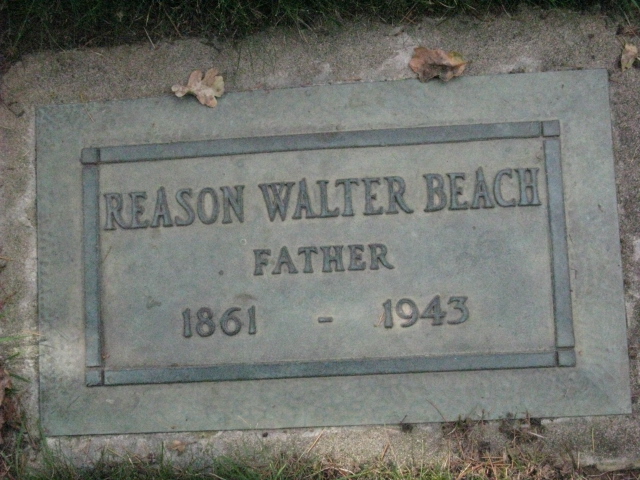 REASON WALTER BEACH
FATHER
1861 - 1943